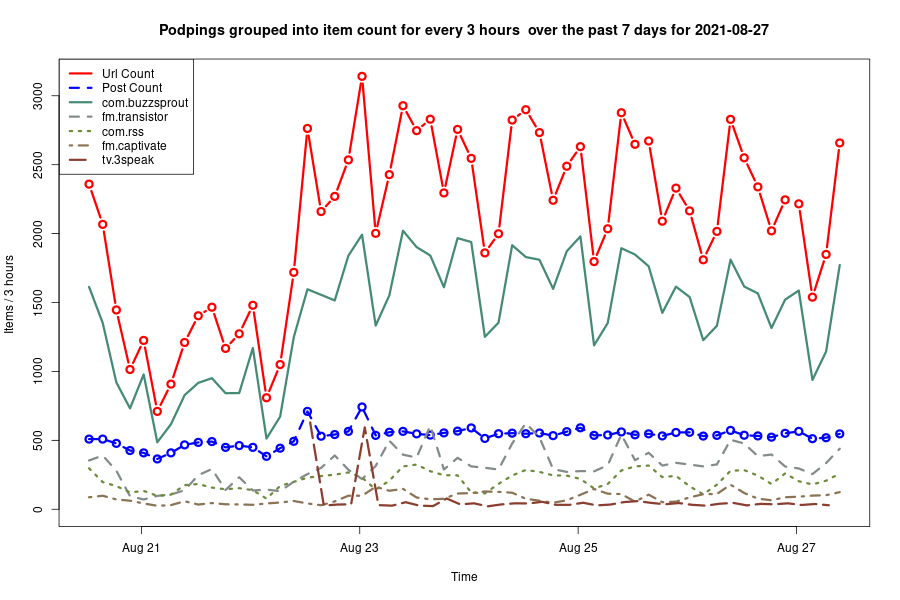 Podpings grouped into item count for every 3 hours  over the past 7 days for 2021-08-27
Url Count
Post Count
com.buzzsprout
fm.transistor
com.rss
fm.captivate
tv.3speak
Items / 3 hours
3000
2500
2000
1500
1000
500
0
Aug 21
Aug 23
Aug 25
Aug 27
Time